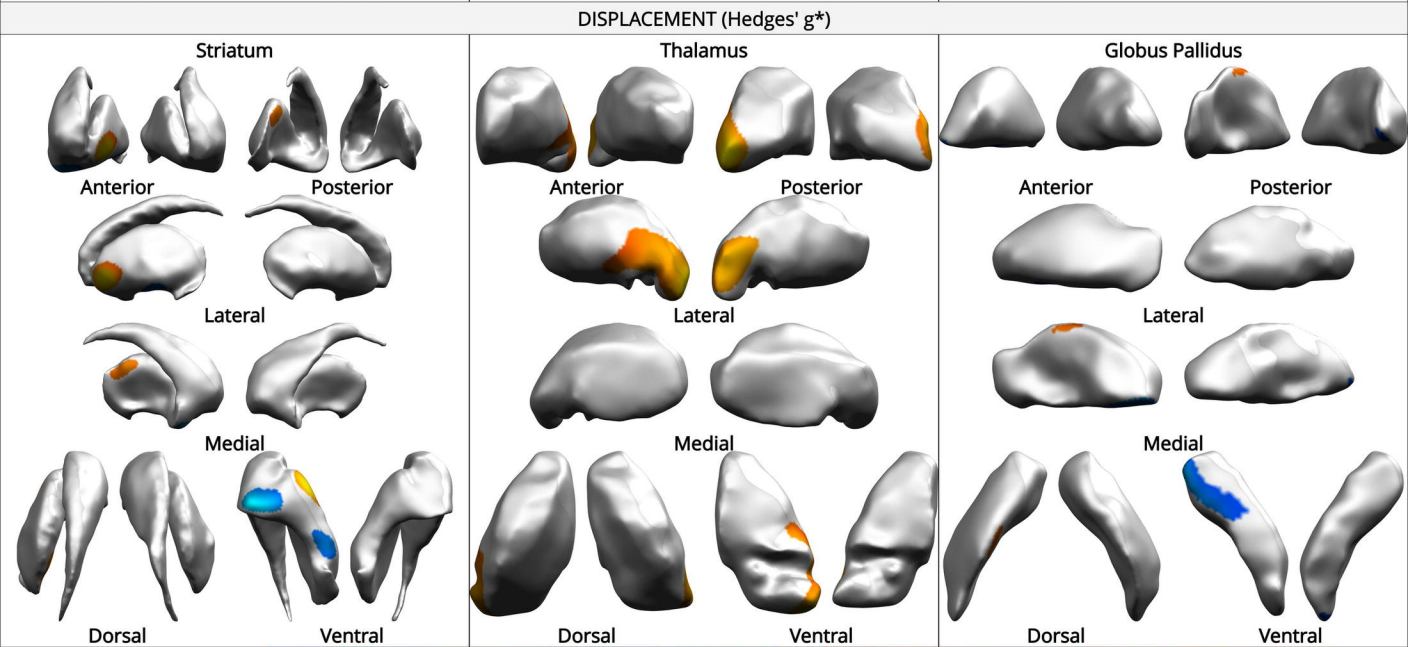 DISPLACEMENT (Hedges' g*)
Striatum
Thalamus
Globus Pallidus
Anterior
Posterior
Anterior
Posterior
Anterior
Posterior
Lateral
Lateral
Lateral
Medial
Medial
Medial
Dorsal
Ventral
Dorsal
Ventral
Dorsal
Ventral